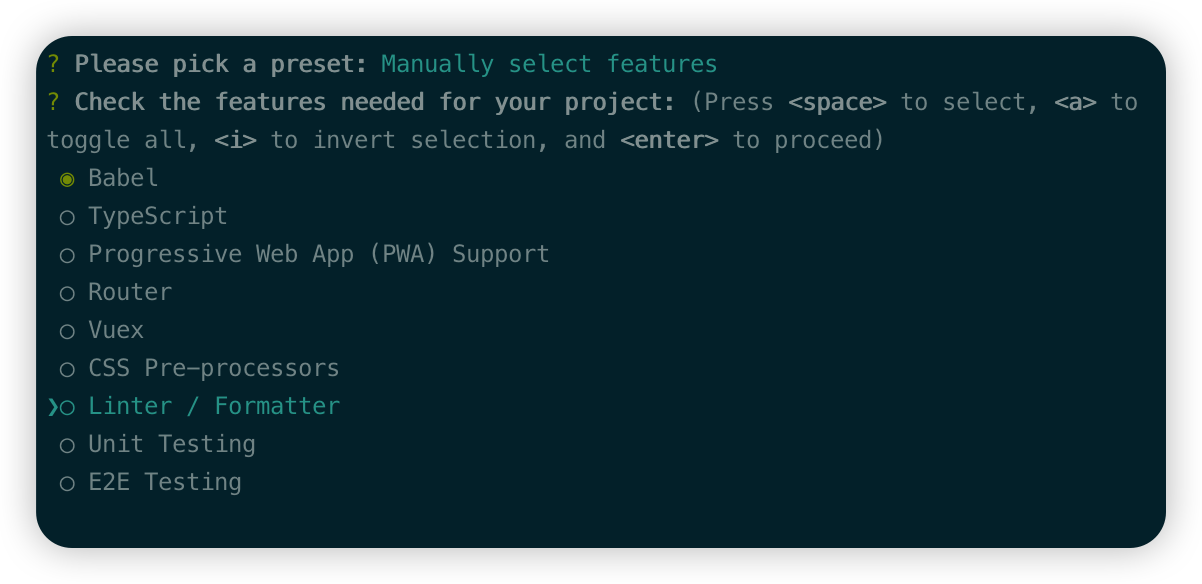 ? Please pick a preset: Manually select features
? Check the features needed for your project: (Press <space> to select, <a> to
toggle all, <i> to invert selection, and <enter> to proceed)
◉ Babel
◯ TypeScript
◯ Progressive Web App (PWA) Support
◯ Router
◯ Vuex
◯ CSS Pre-processors
❯◯ Linter / Formatter
◯ Unit Testing
◯ E2E Testing